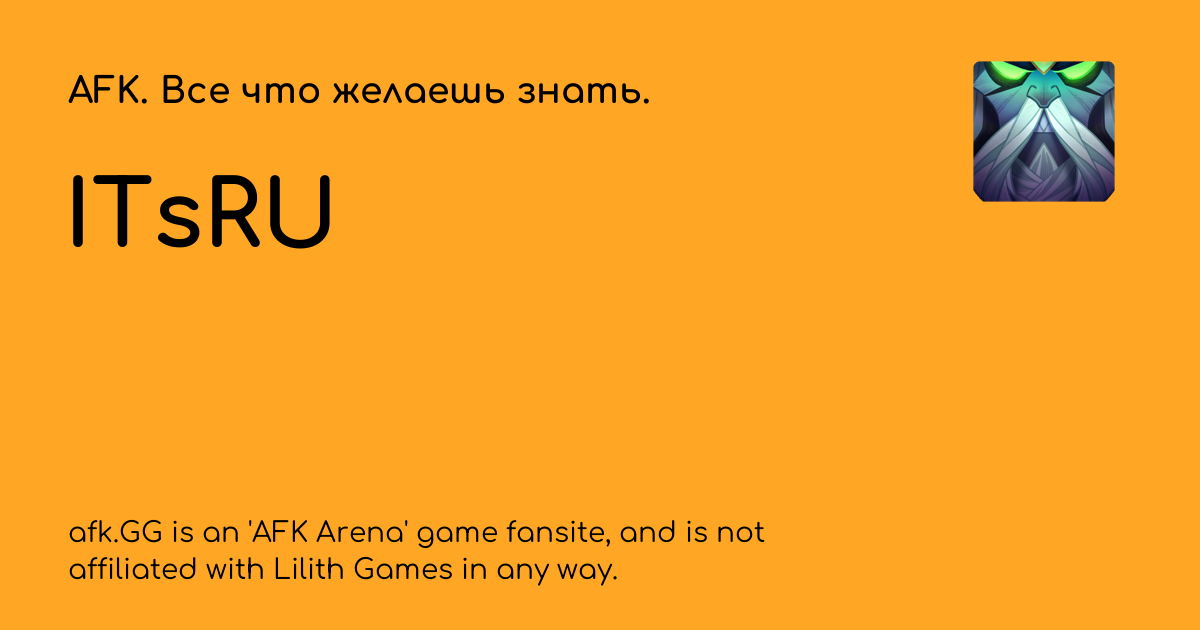 AFK. Все что желаешь знать.
ITsRU
afk.GG is an 'AFK Arena' game fansite, and is not
affiliated with Lilith Games in any way.